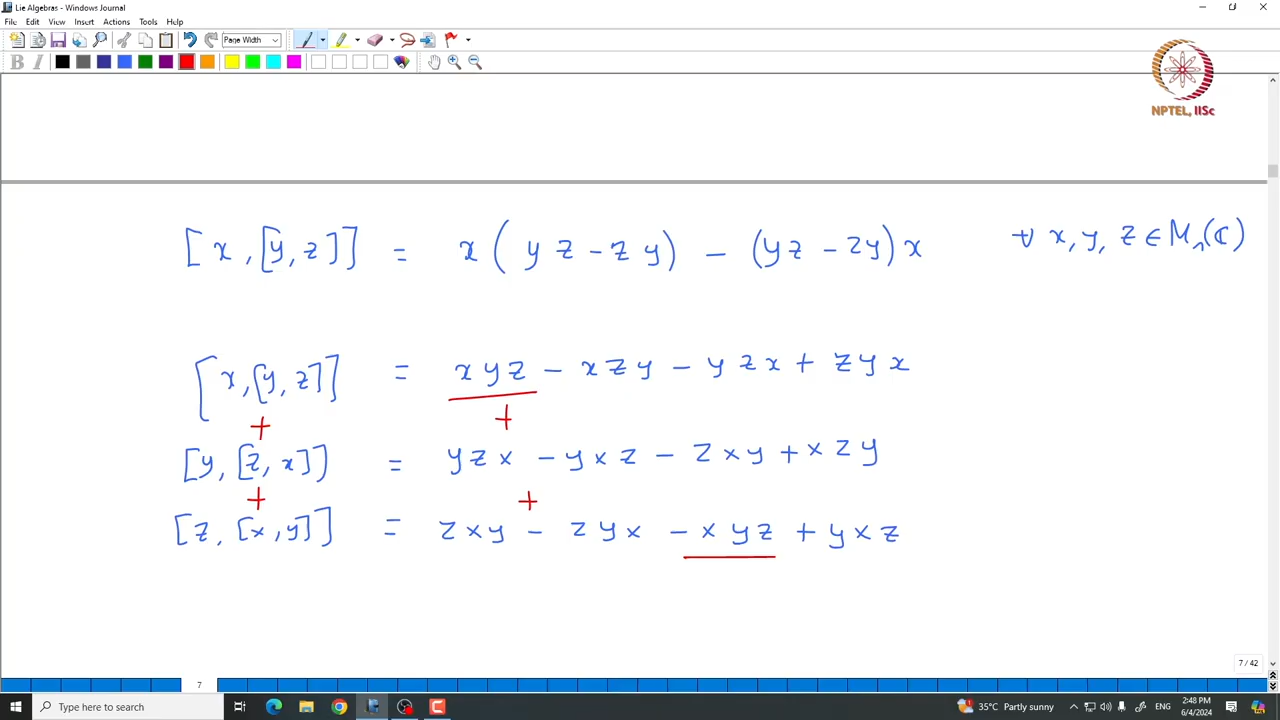 Lie Algebras - Windows Journal
File Edit View Insert Actions Tools Help
Page Width
B I
NPTEL, IISc
[x, [y, z]] = x(yz - zy) - (yz - zy)x ∀ x, y, z ∈ Mn(ℂ)
[x, [y, z]] = xyz - xzy - yzx + zyx
+ +
[y, [z, x]] = yzx - yxz - zxy + xzy
+ +
[z, [x, y]] = zxy - zyx - xyz + yxz
7 / 42
7
Type here to search
35°C Partly sunny
2:48 PM
6/4/2024